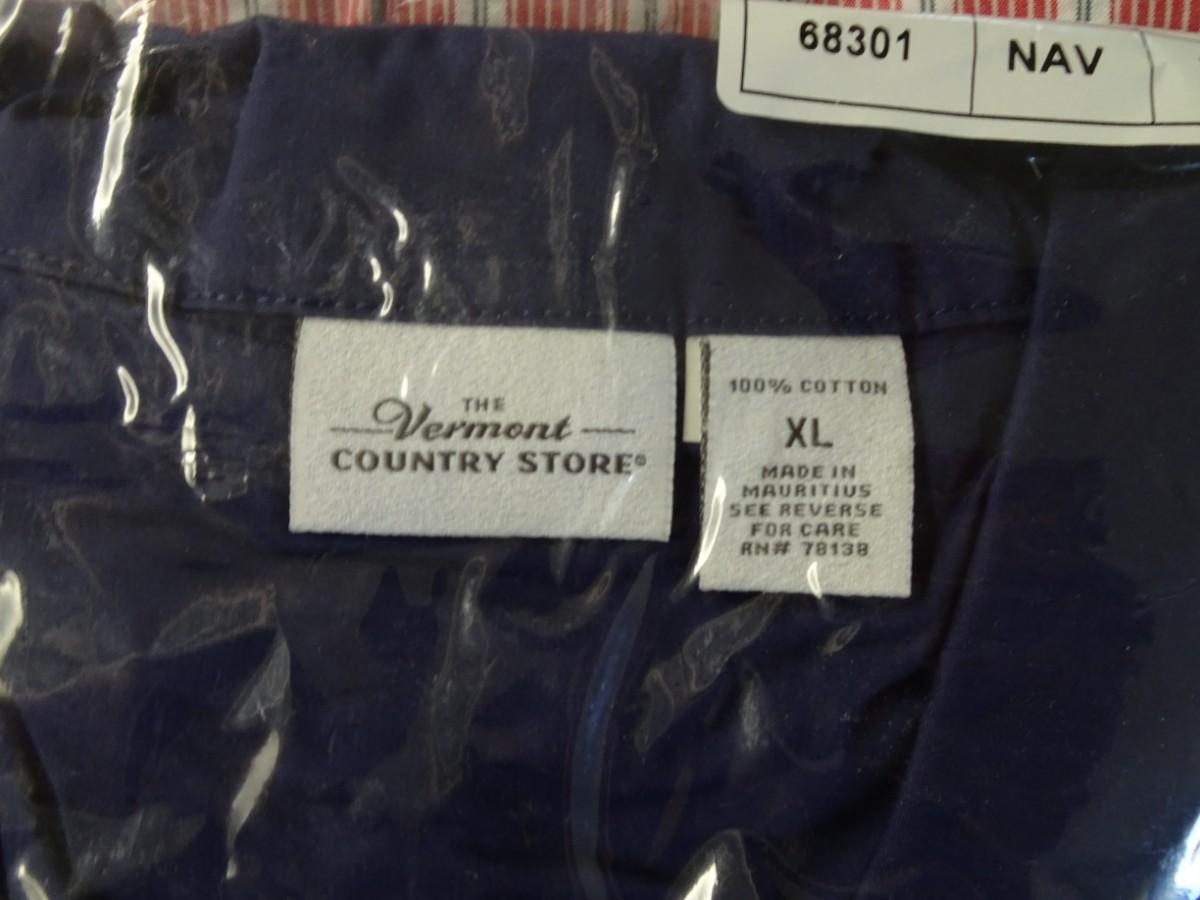 68301 NAV
THE
Vermont
COUNTRY STORE®
100% COTTON
XL
MADE IN
MAURITIUS
SEE REVERSE
FOR CARE
RN# 78138